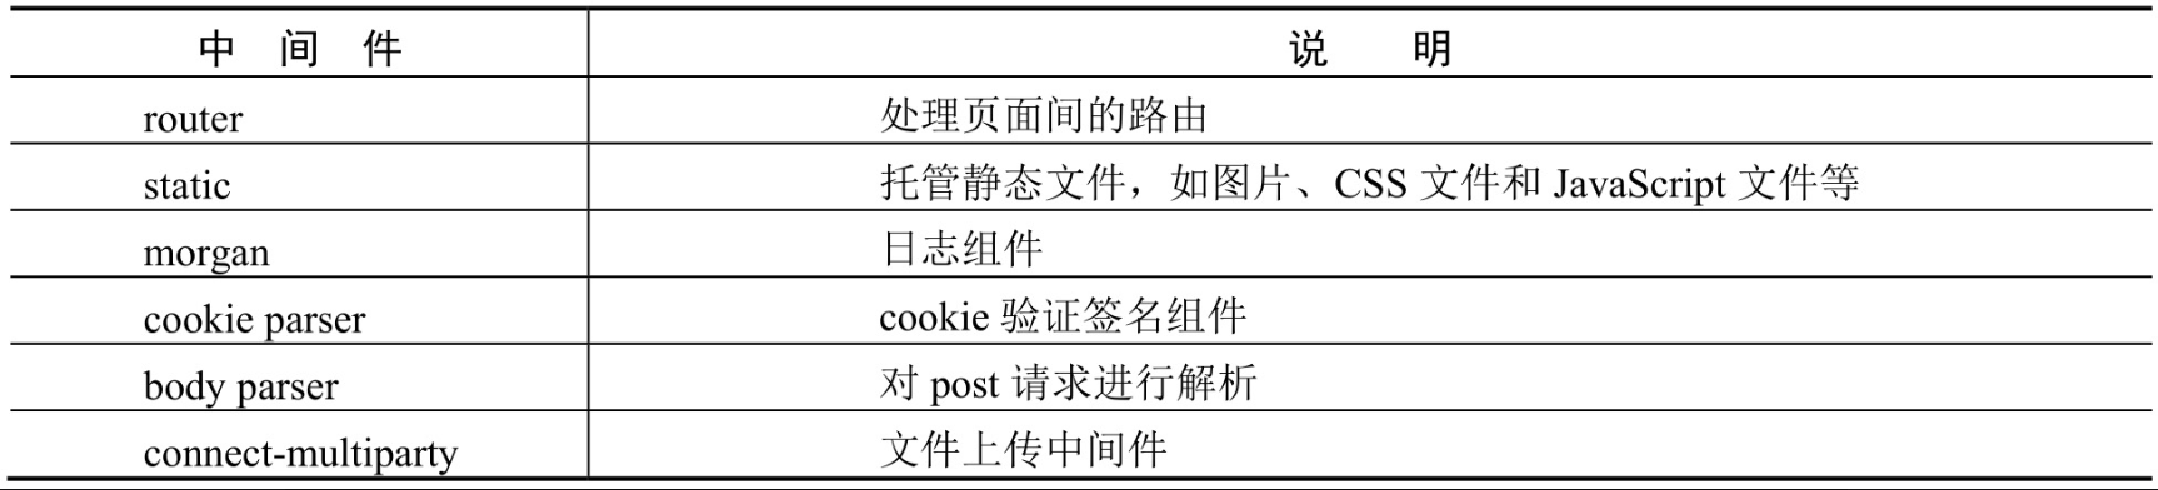 中 间 件 说 明
router 处理页面间的路由
static 托管静态文件，如图片、CSS 文件和 JavaScript 文件等
morgan 日志组件
cookie parser cookie 验证签名组件
body parser 对 post 请求进行解析
connect-multiparty 文件上传中间件